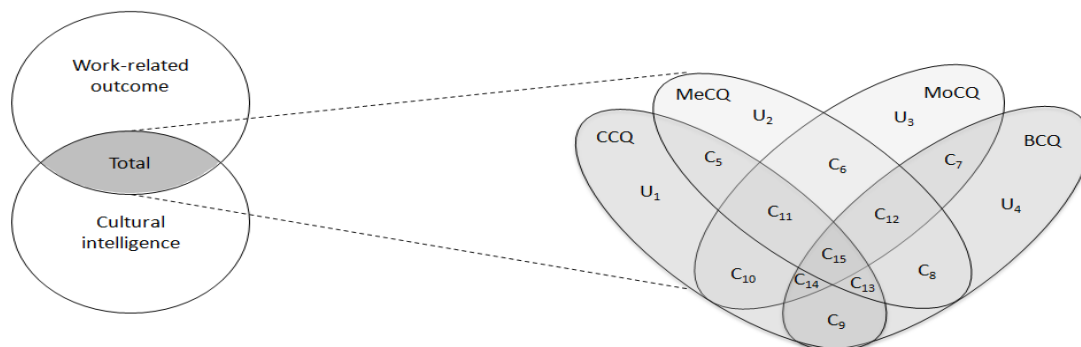 Work-related
outcome
Total
Cultural
intelligence
MeCQ
MoCQ
CCQ
BCQ
U₂
U₃
C₅
C₆
C₇
U₁
U₄
C₁₁
C₁₂
C₁₅
C₁₀
C₁₄
C₁₃
C₈
C₉